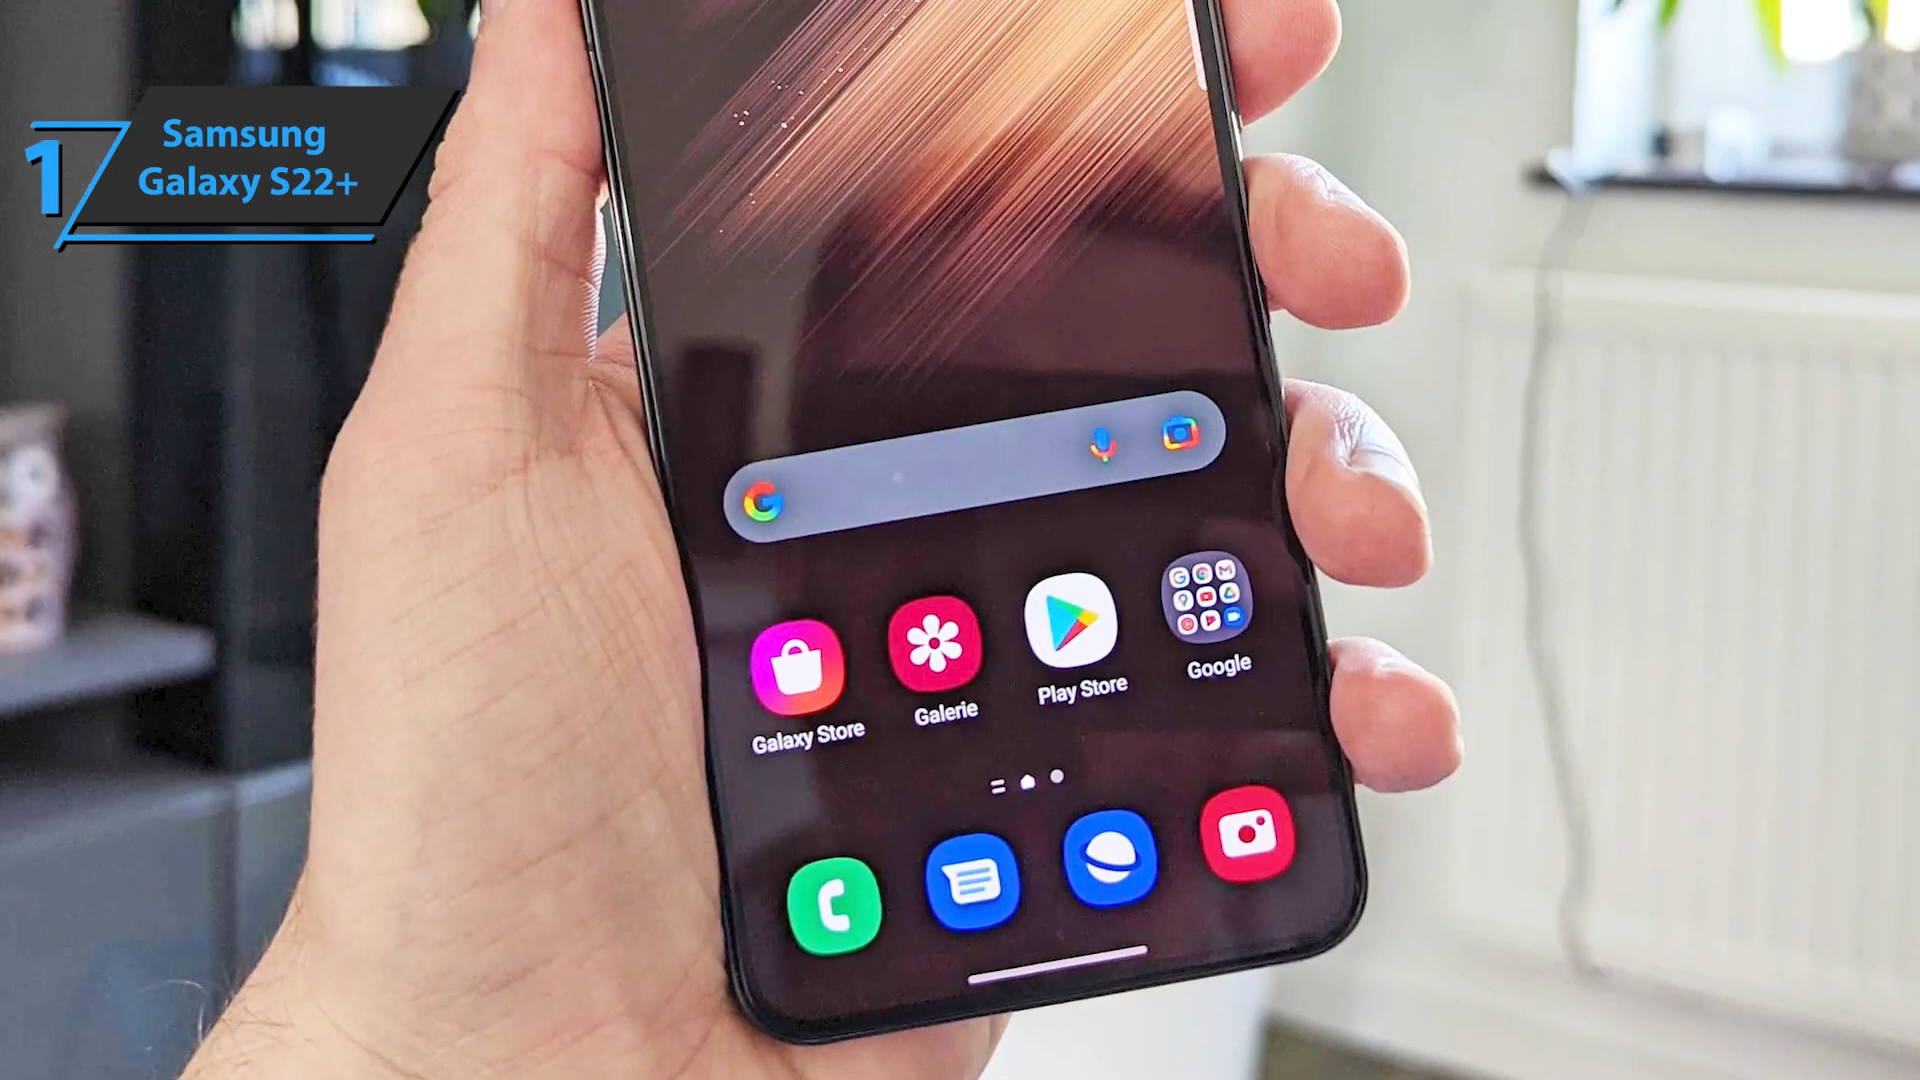 1
Samsung
Galaxy S22+
Galaxy Store
Galerie
Play Store
Google